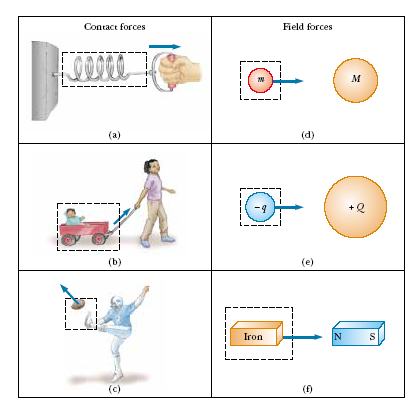 Contact forces
Field forces
m
M
(a)
(d)
–q
+Q
(b)
(e)
Iron
N
S
(c)
(f)